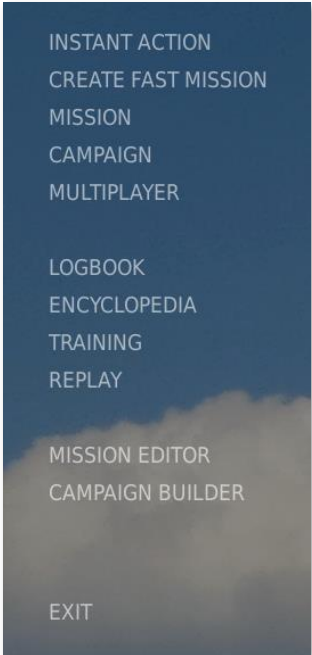 INSTANT ACTION
CREATE FAST MISSION
MISSION
CAMPAIGN
MULTIPLAYER
LOGBOOK
ENCYCLOPEDIA
TRAINING
REPLAY
MISSION EDITOR
CAMPAIGN BUILDER
EXIT